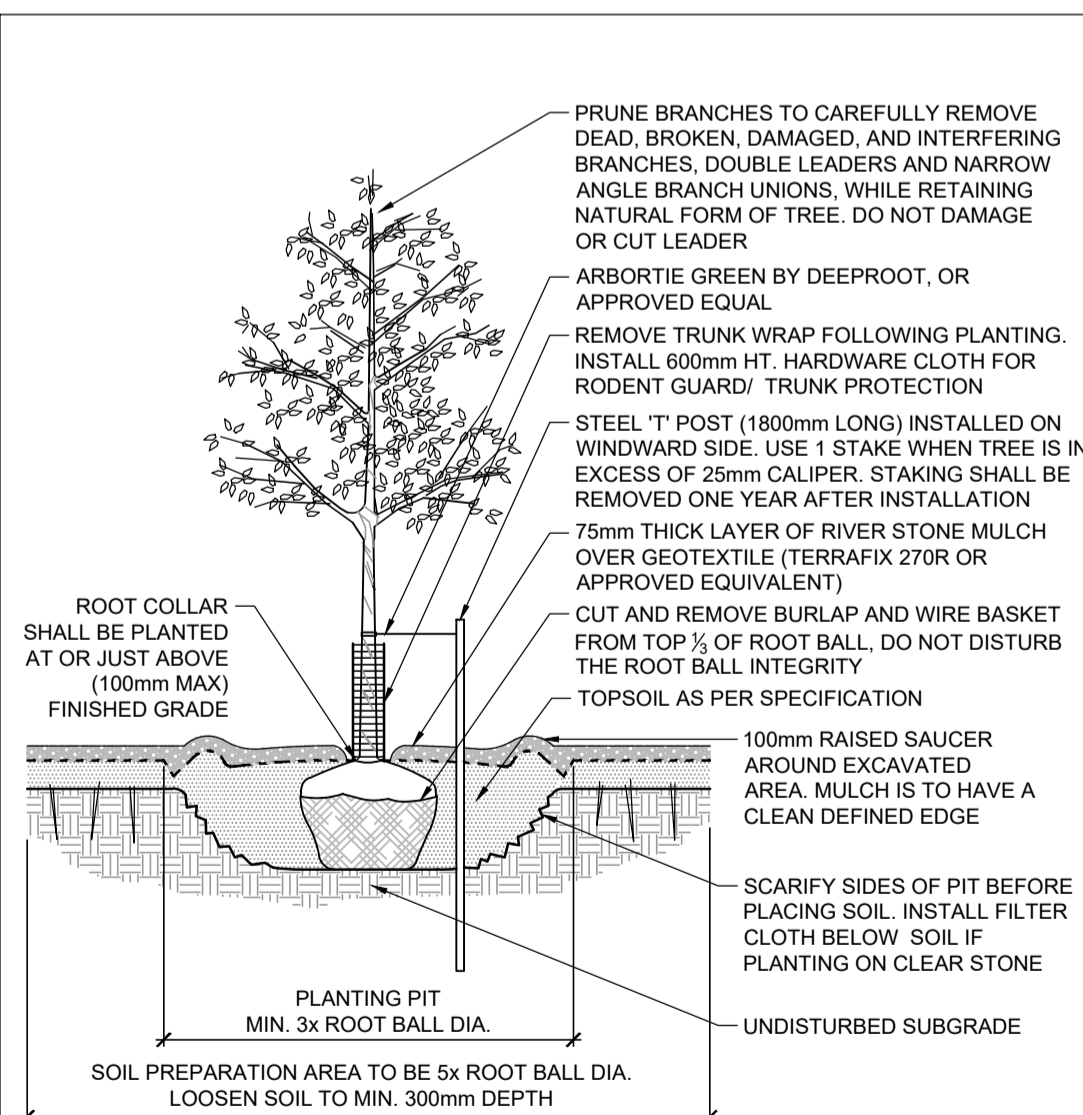 PRUNE BRANCHES TO CAREFULLY REMOVE
DEAD, BROKEN, DAMAGED, AND INTERFERING
BRANCHES, DOUBLE LEADERS AND NARROW
ANGLE BRANCH UNIONS, WHILE RETAINING
NATURAL FORM OF TREE. DO NOT DAMAGE
OR CUT LEADER
ARBORTIE GREEN BY DEEPROOT, OR
APPROVED EQUAL
REMOVE TRUNK WRAP FOLLOWING PLANTING.
INSTALL 600mm HT. HARDWARE CLOTH FOR
RODENT GUARD/ TRUNK PROTECTION
STEEL 'T' POST (1800mm LONG) INSTALLED ON
WINDWARD SIDE. USE 1 STAKE WHEN TREE IS IN
EXCESS OF 25mm CALIPER. STAKING SHALL BE
REMOVED ONE YEAR AFTER INSTALLATION
75mm THICK LAYER OF RIVER STONE MULCH
OVER GEOTEXTILE (TERRAFIX 270R OR
APPROVED EQUIVALENT)
CUT AND REMOVE BURLAP AND WIRE BASKET
FROM TOP ⅓ OF ROOT BALL, DO NOT DISTURB
THE ROOT BALL INTEGRITY
TOPSOIL AS PER SPECIFICATION
ROOT COLLAR
SHALL BE PLANTED
AT OR JUST ABOVE
(100mm MAX)
FINISHED GRADE
100mm RAISED SAUCER
AROUND EXCAVATED
AREA. MULCH IS TO HAVE A
CLEAN DEFINED EDGE
SCARIFY SIDES OF PIT BEFORE
PLACING SOIL. INSTALL FILTER
CLOTH BELOW SOIL IF
PLANTING ON CLEAR STONE
UNDISTURBED SUBGRADE
PLANTING PIT
MIN. 3x ROOT BALL DIA.
SOIL PREPARATION AREA TO BE 5x ROOT BALL DIA.
LOOSEN SOIL TO MIN. 300mm DEPTH